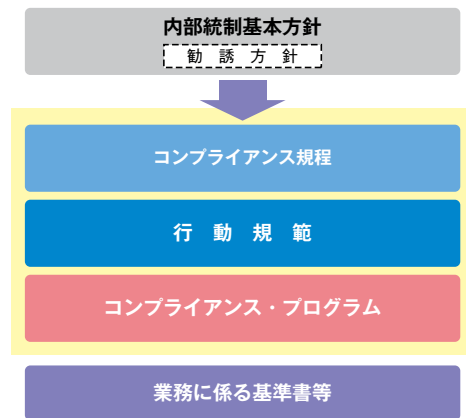 内部統制基本方針
勧誘方針
コンプライアンス規程
行動規範
コンプライアンス・プログラム
業務に係る基準書等